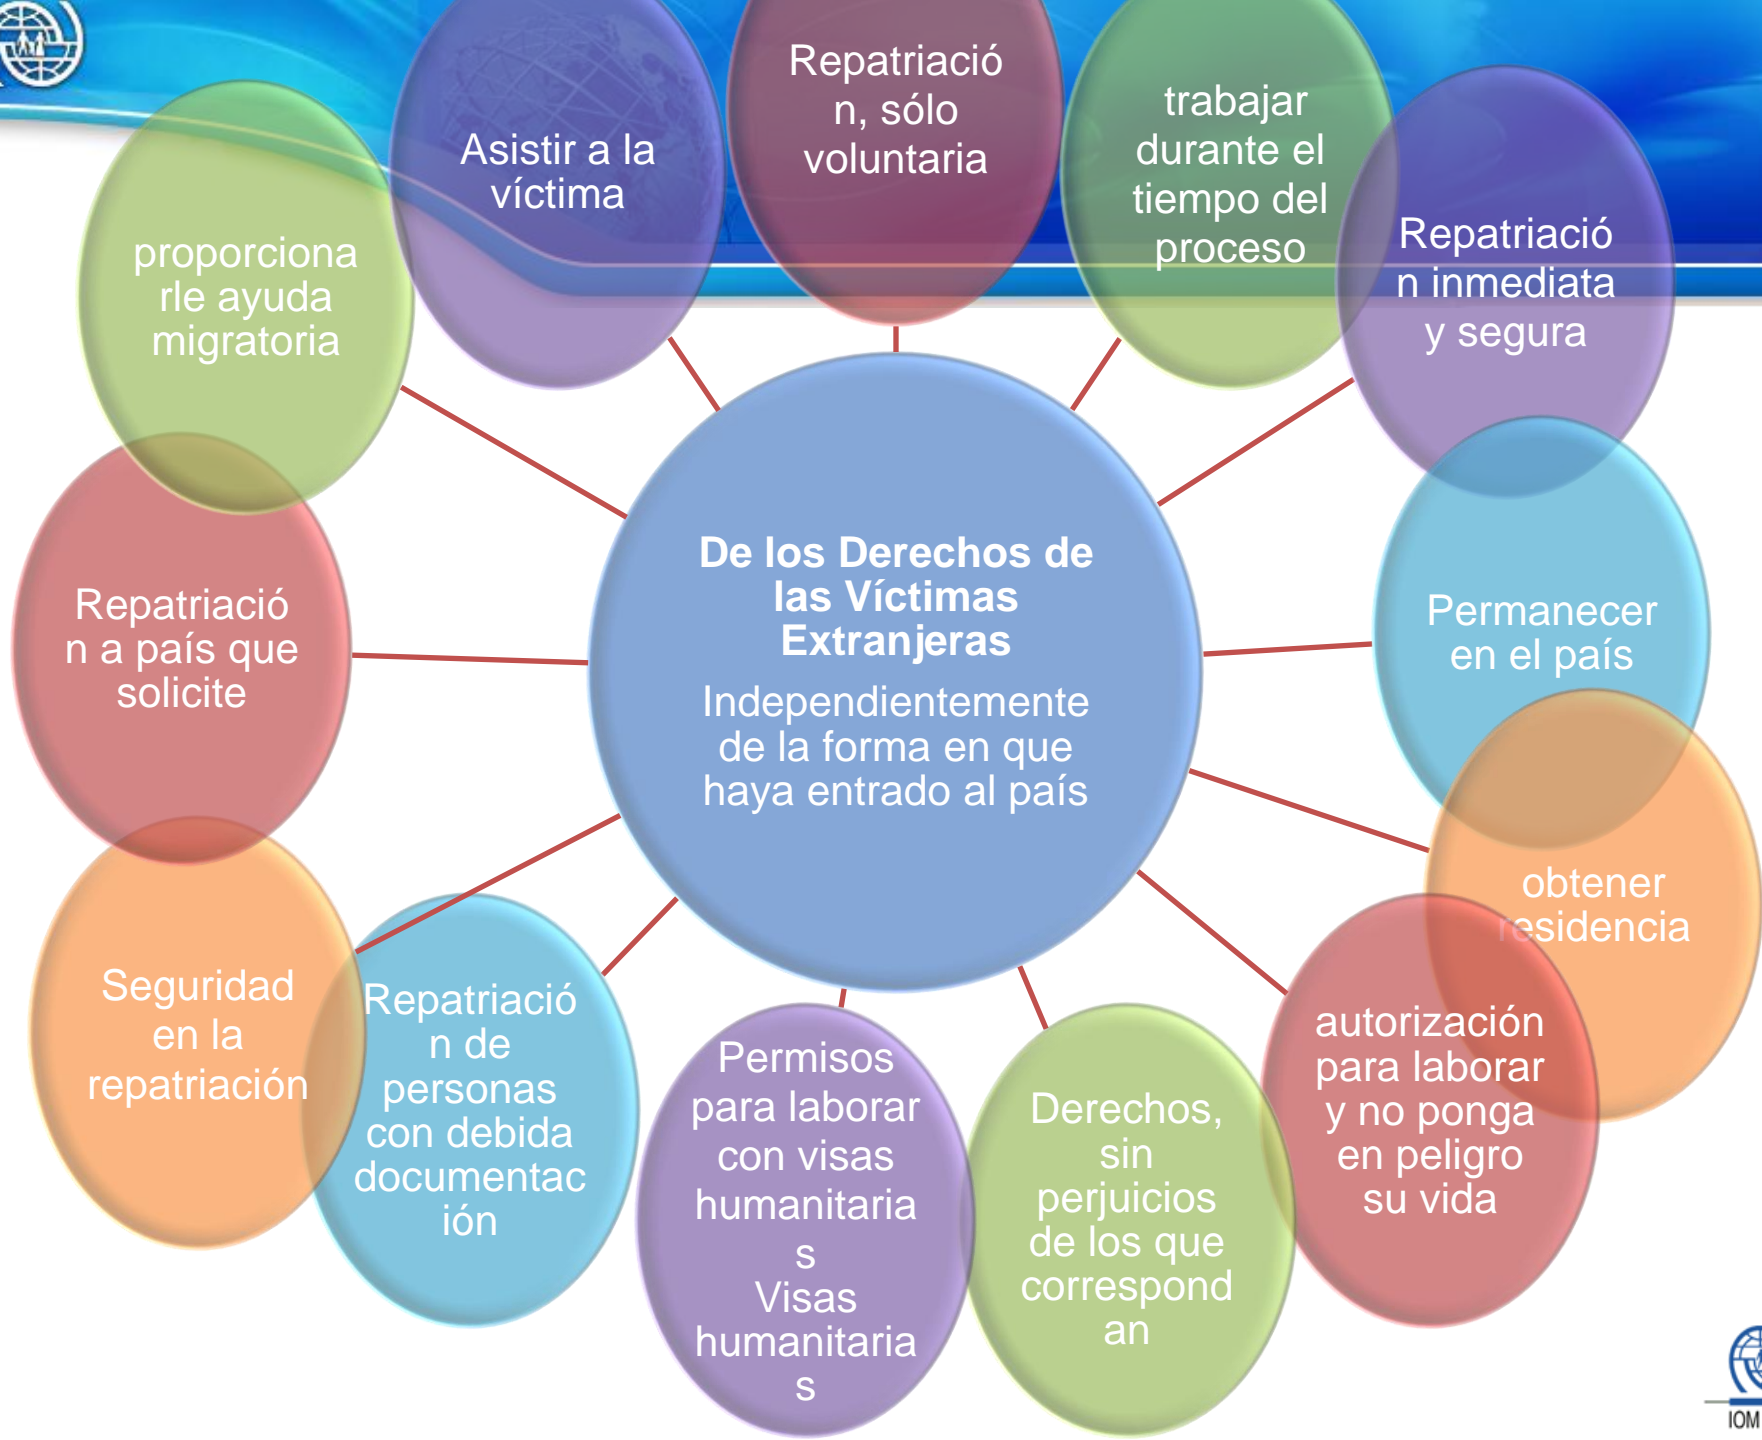 Repatriació
n, sólo
voluntaria
trabajar
durante el
tiempo del
proceso
Repatriació
n inmediata
y segura
Permanecer
en el país
obtener
residencia
autorización
para laborar
y no ponga
en peligro
su vida
Derechos,
sin
perjuicios
de los que
correspond
an
Permisos
para laborar
con visas
humanitaria
s
Visas
humanitaria
s
Repatriació
n de
personas
con debida
documentac
ión
Seguridad
en la
repatriación
Repatriació
n a país que
solicite
proporciona
rle ayuda
migratoria
Asistir a la
víctima
De los Derechos de
las Víctimas
Extranjeras
Independientemente
de la forma en que
haya entrado al país
IOM